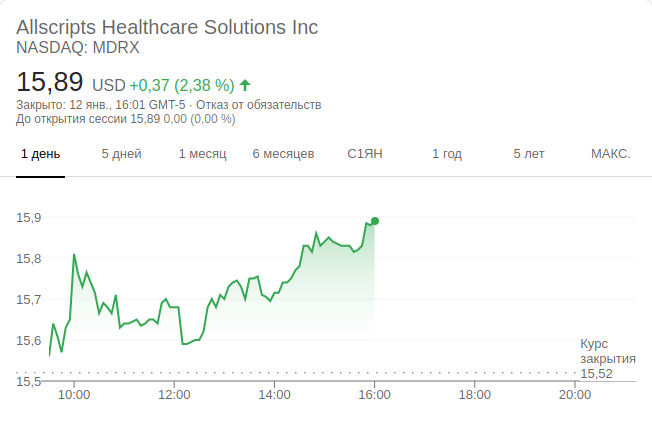 Allscripts Healthcare Solutions Inc
NASDAQ: MDRX
15,89 USD +0,37 (2,38 %)
Закрыто: 12 янв., 16:01 GMT-5 · Отказ от обязательств
До открытия сессии 15,89 0,00 (0,00 %)
1 день 5 дней 1 месяц 6 месяцев С1ЯН 1 год 5 лет МАКС.
15,9
15,8
15,7
15,6
15,5
Курс
закрытия
15,52
10:00 12:00 14:00 16:00 18:00 20:00